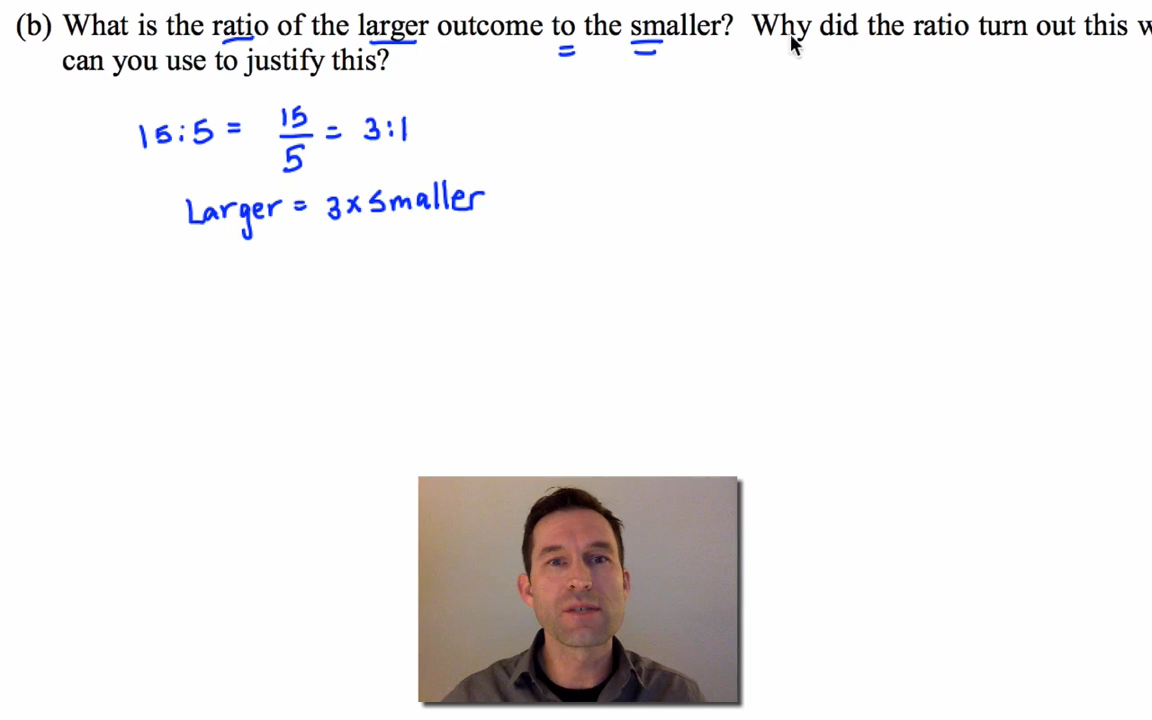 (b) What is the ratio of the larger outcome to the smaller? Why did the ratio turn out this w
can you use to justify this?
15:5 = 15/5 = 3:1
Larger = 3 x Smaller